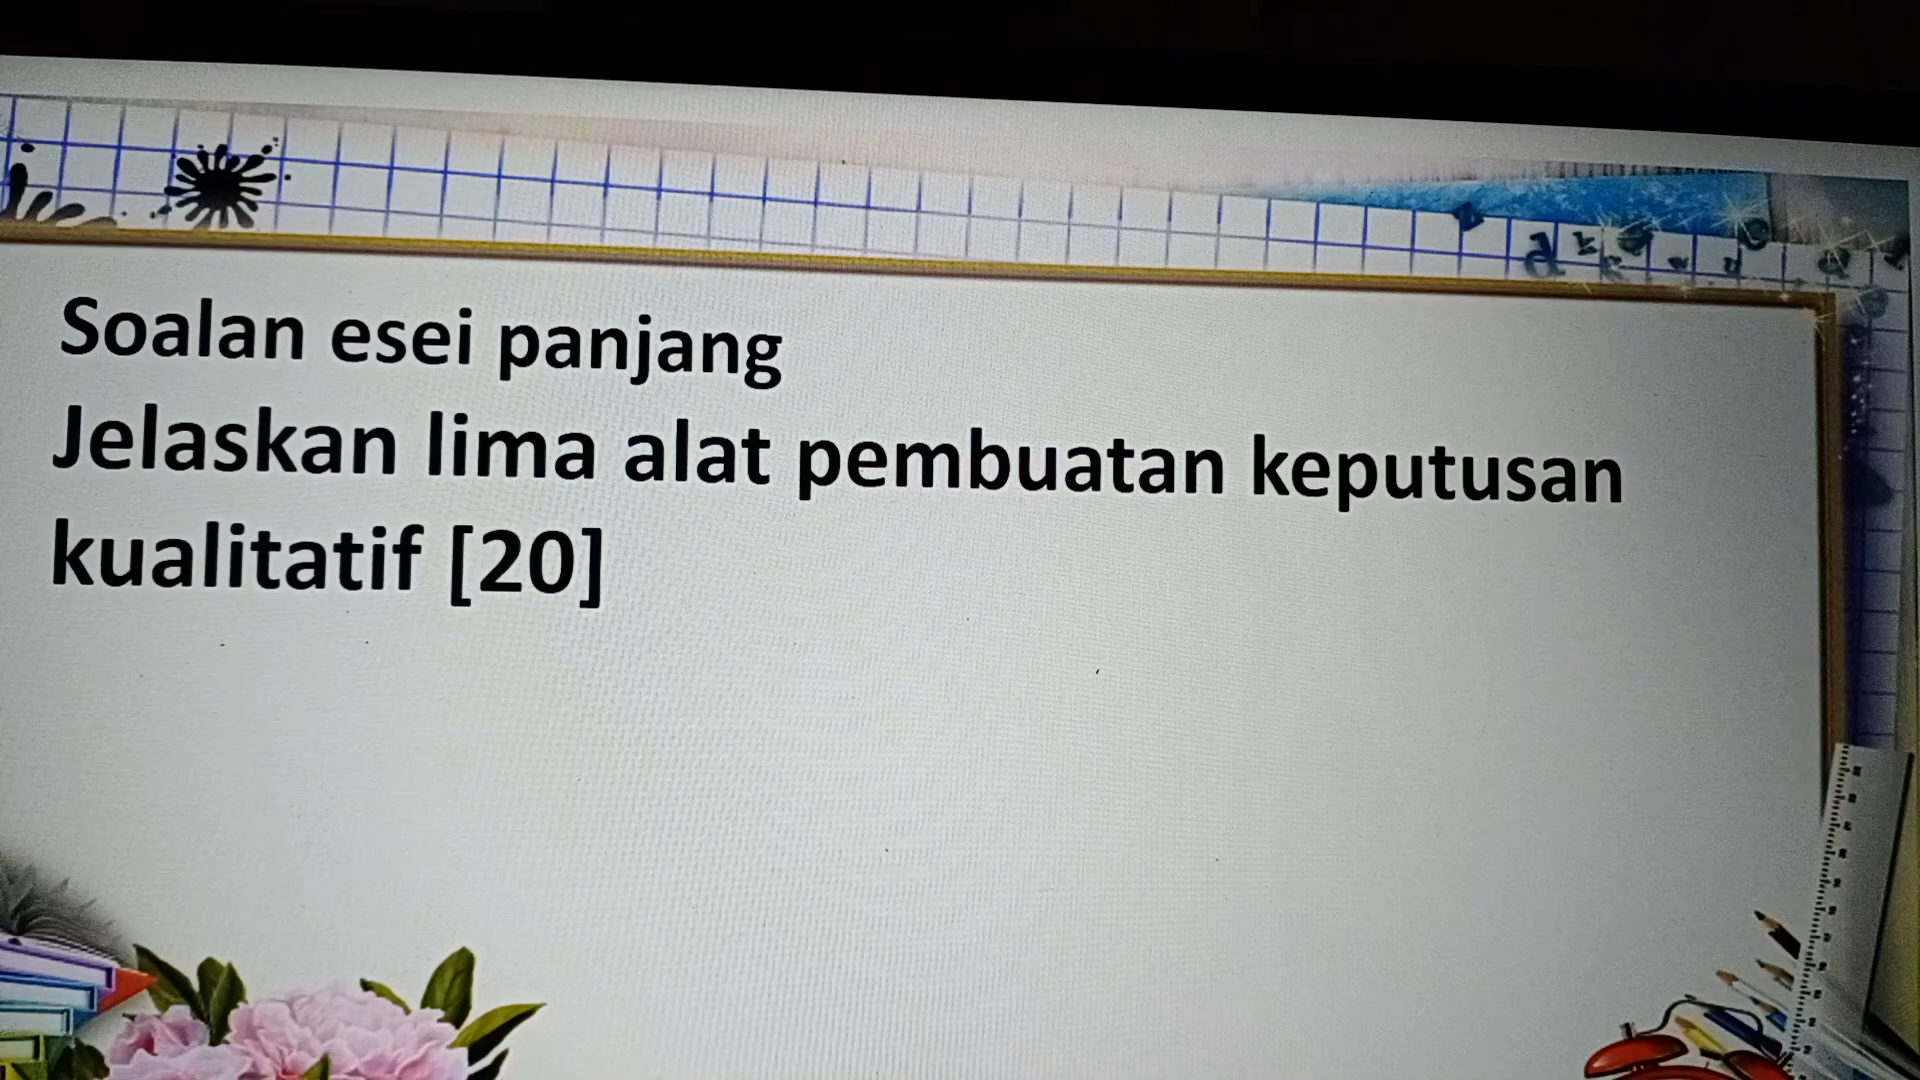 Soalan esei panjang
Jelaskan lima alat pembuatan keputusan
kualitatif [20]